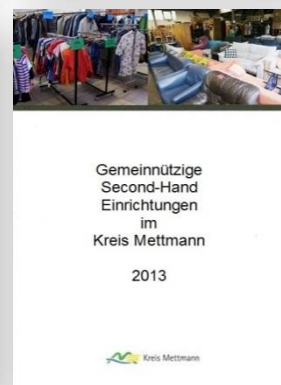 Gemeinnützige
Second-Hand
Einrichtungen
im
Kreis Mettmann
2013
Kreis Mettmann